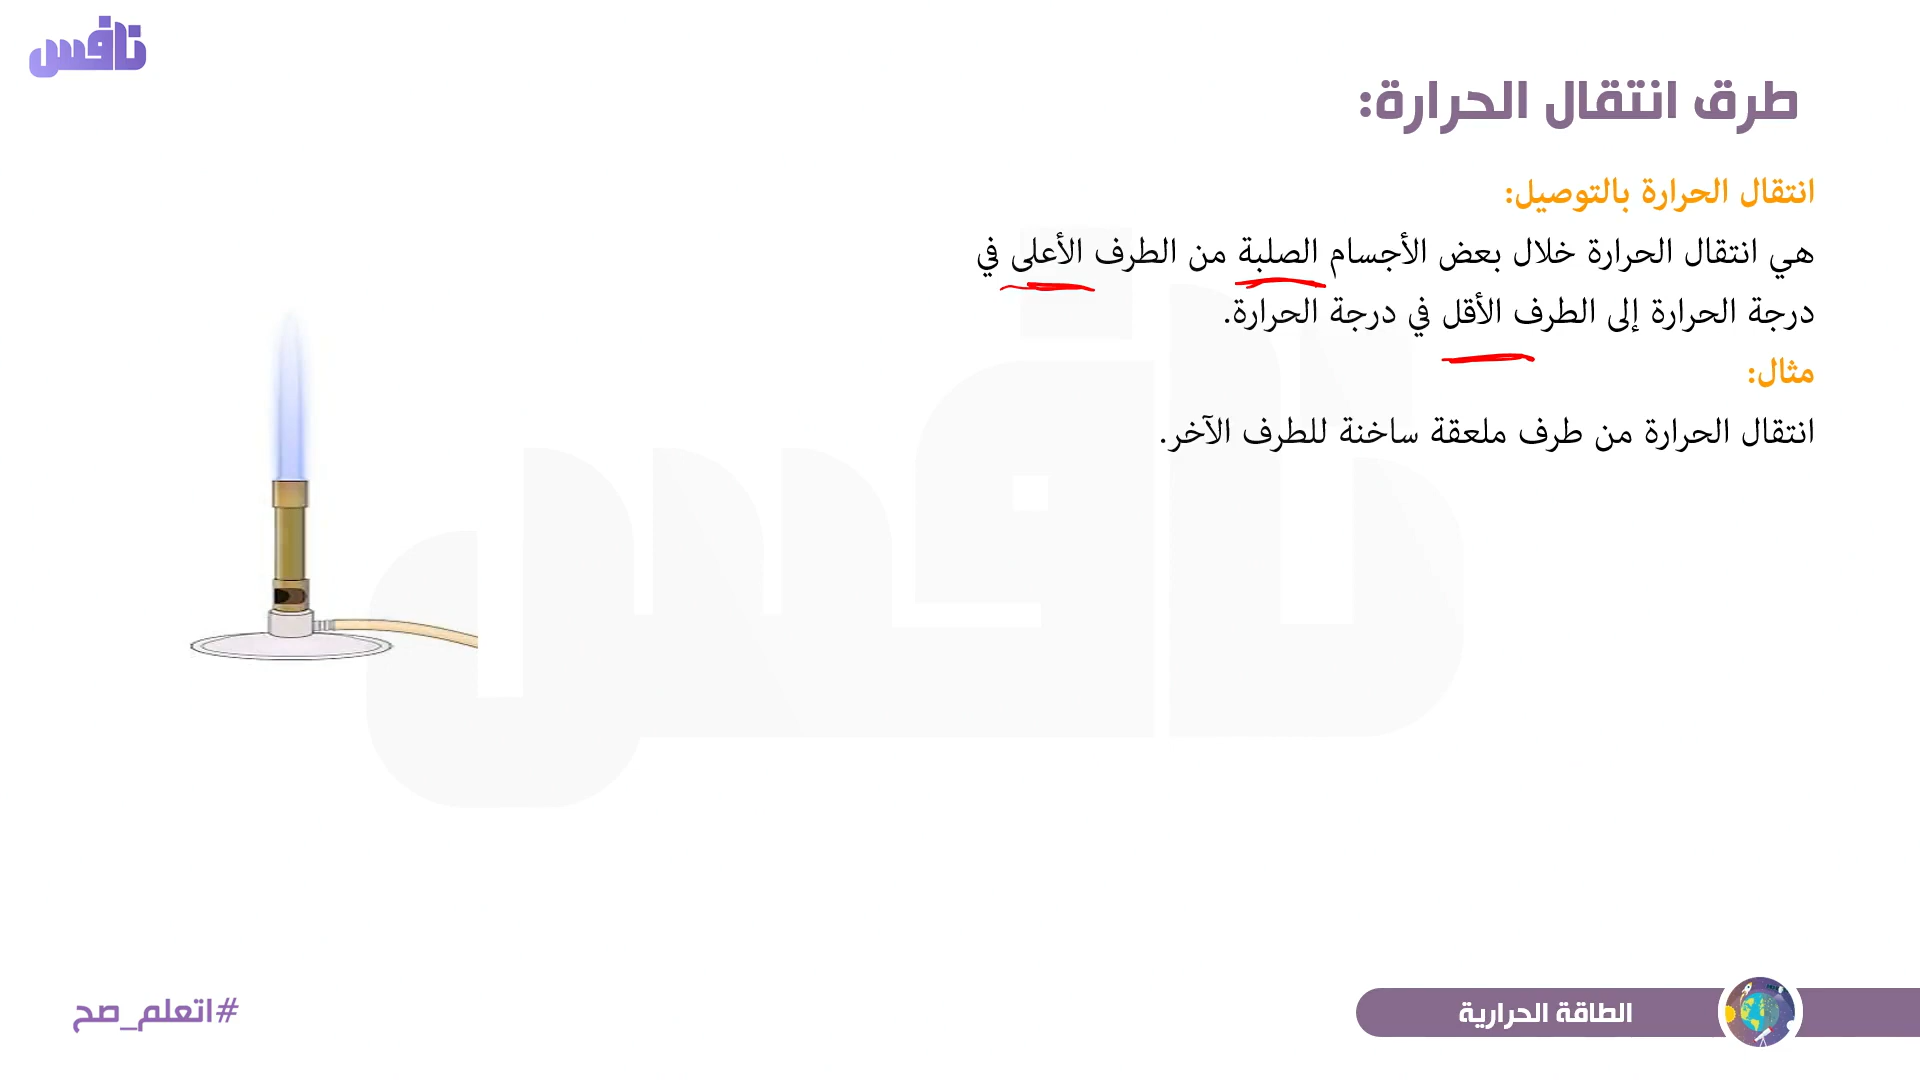 نافس
طرق انتقال الحرارة:
انتقال الحرارة بالتوصيل:
هي انتقال الحرارة خلال بعض الأجسام الصلبة من الطرف الأعلى في
درجة الحرارة إلى الطرف الأقل في درجة الحرارة.
مثال:
انتقال الحرارة من طرف ملعقة ساخنة للطرف الآخر.
الطاقة الحرارية
#اتعلم_صح